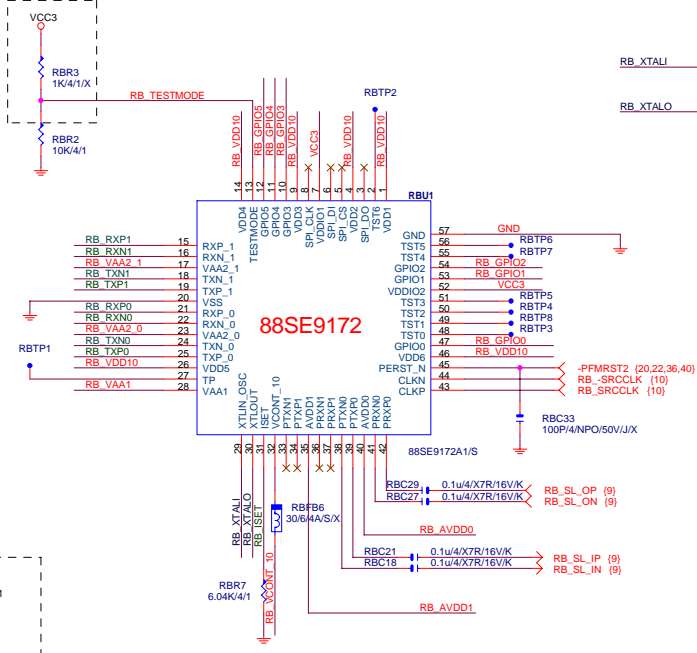 VCC3
RBR3
1K/4/1/X
RB_TESTMODE
RBR2
10K/4/1
RBTP2
RB_XTALI
RB_XTALO
RB_VDD10
RB_GPIO5
RB_GPIO4
RB_GPIO3
RB_VDD10
VCC3
RB_VDD10
RB_VDD10
14
13
12
11
10
9
8
7
6
5
4
3
2
1
RBU1
VDD4
TESTMODE
GPIO5
GPIO4
GPIO3
VDD3
SPI_CLK
VDDIO1
SPI_DI
SPI_CS
VDD2
SPI_DO
TST6
VDD1
RB_RXP1 15 RXP_1
RB_RXN1 16 RXN_1
RB_VAA2_1 17 VAA2_1
RB_TXN1 18 TXN_1
RB_TXP1 19 TXP_1
20 VSS
RB_RXP0 21 RXP_0
RB_RXN0 22 RXN_0
RB_VAA2_0 23 VAA2_0
RB_TXN0 24 TXN_0
RB_TXP0 25 TXP_0
RB_VDD10 26 VDD5
RBTP1 27 TP
RB_VAA1 28 VAA1
88SE9172
GND 57 GND
TST5 56 RBTP6
TST4 55 RBTP7
GPIO2 54 RB_GPIO2
GPIO1 53 RB_GPIO1
VDDIO2 52 VCC3
TST3 51 RBTP5
TST2 50 RBTP4
TST1 49 RBTP8
TST0 48 RBTP3
GPIO0 47 RB_GPIO0
VDD6 46 RB_VDD10
PERST_N 45 -PFMRST2 {20,22,36,40}
CLKN 44 RB_-SRCCLK {10}
CLKP 43 RB_SRCCLK {10}
RBC33
100P/4/NPO/50V/J/X
XTLIN_OSC
XTLOUT
ISET
VCONT_10
PTXN1
PTXP1
AVDD1
PRXN1
PRXP1
PTXN0
PTXP0
AVDD0
PRXN0
PRXP0
88SE9172A1/S
29
30
31
32
33
34
35
36
37
38
39
40
41
42
RB_XTALI
RB_XTALO
RB_ISET
RB_VCONT_10
RBFB6
30/6/4A/S/X
RBR7
6.04K/4/1
RBC29 0.1u/4/X7R/16V/K RB_SL_OP {9}
RBC27 0.1u/4/X7R/16V/K RB_SL_ON {9}
RB_AVDD0
RBC21 0.1u/4/X7R/16V/K RB_SL_IP {9}
RBC18 0.1u/4/X7R/16V/K RB_SL_IN {9}
RB_AVDD1